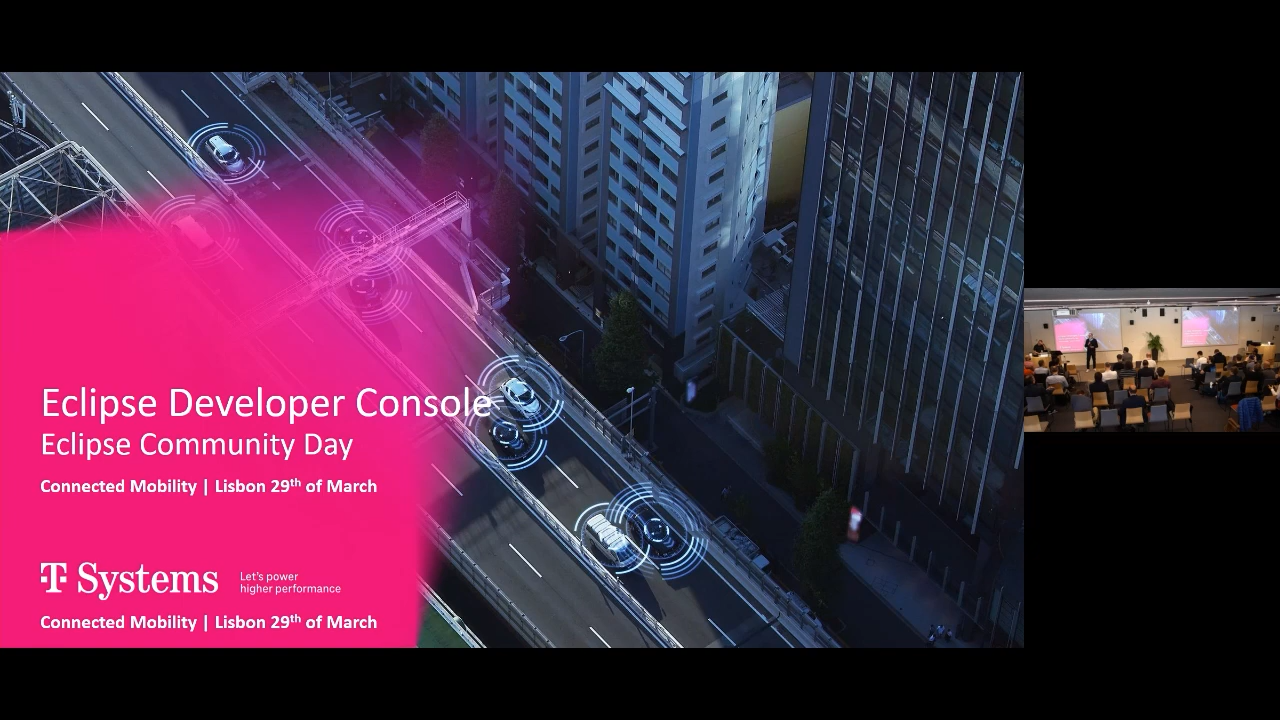 Eclipse Developer Console
Eclipse Community Day
Connected Mobility | Lisbon 29th of March
T Systems
Let's power
higher performance
Connected Mobility | Lisbon 29th of March